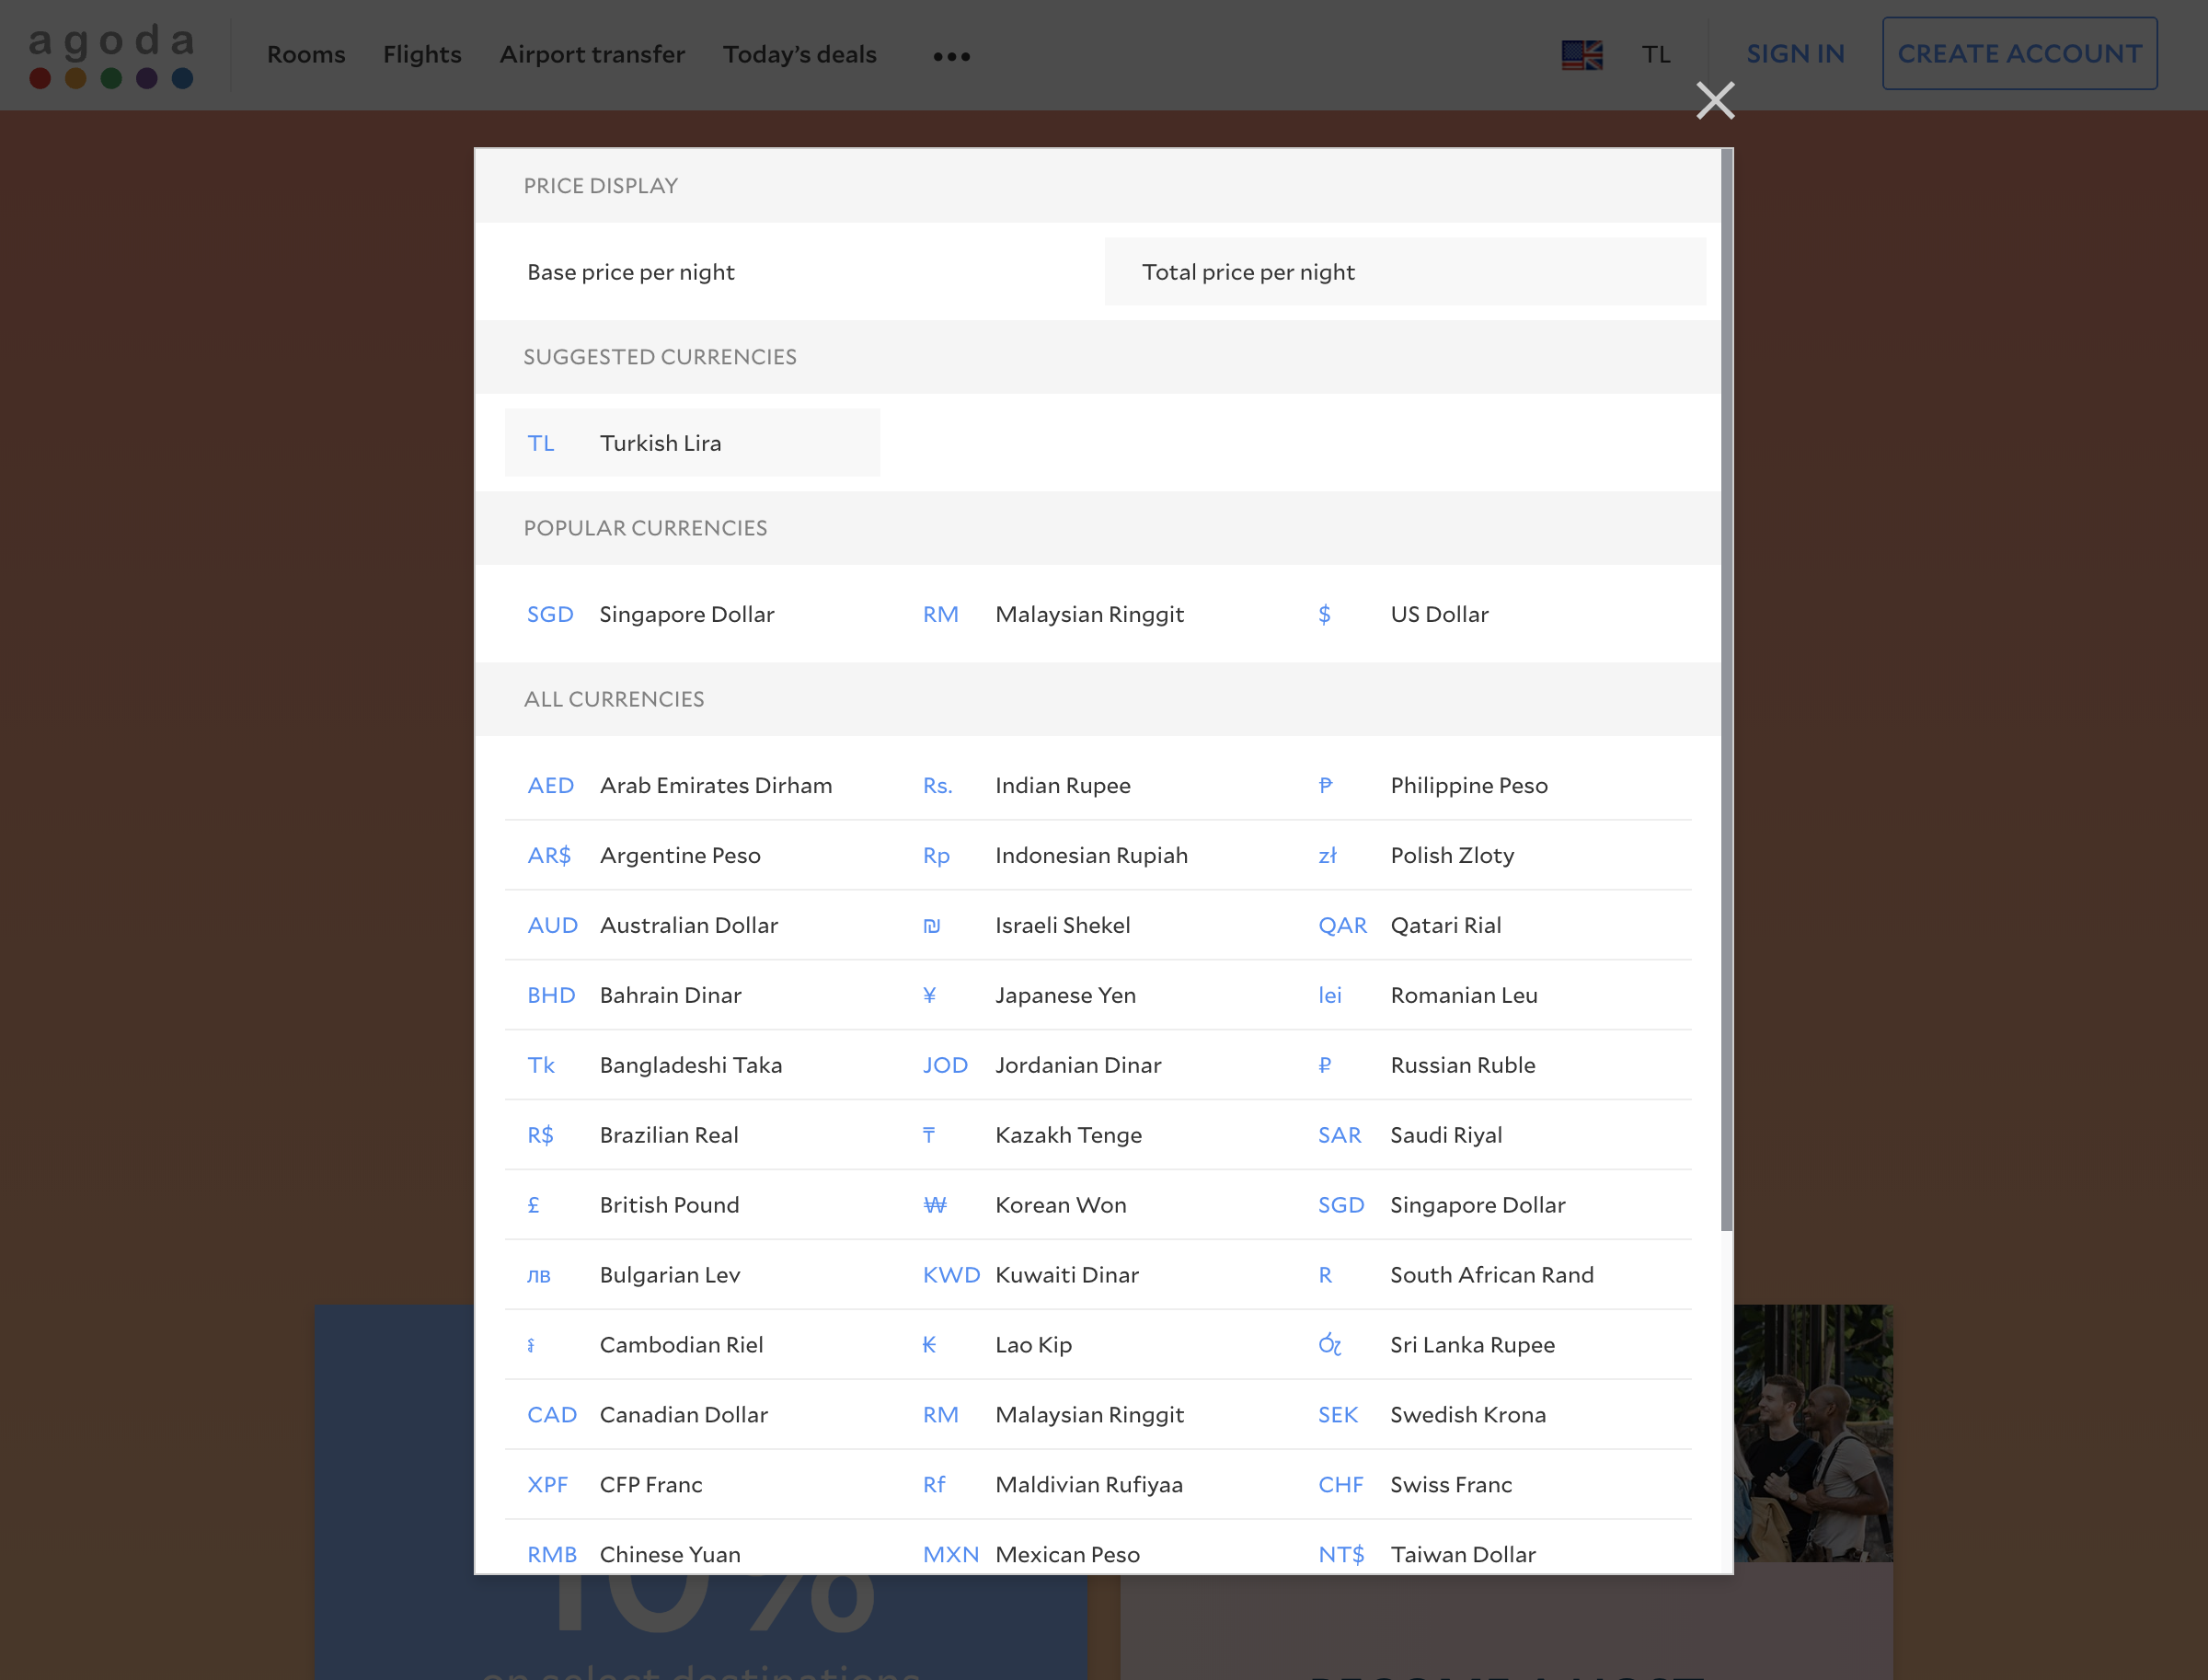 agoda
Rooms Flights Airport transfer Today's deals ••• TL SIGN IN CREATE ACCOUNT
PRICE DISPLAY
Base price per night Total price per night
SUGGESTED CURRENCIES
TL Turkish Lira
POPULAR CURRENCIES
SGD Singapore Dollar RM Malaysian Ringgit $ US Dollar
ALL CURRENCIES
AED Arab Emirates Dirham Rs. Indian Rupee ₱ Philippine Peso
AR$ Argentine Peso Rp Indonesian Rupiah zł Polish Zloty
AUD Australian Dollar ₪ Israeli Shekel QAR Qatari Rial
BHD Bahrain Dinar ¥ Japanese Yen lei Romanian Leu
Tk Bangladeshi Taka JOD Jordanian Dinar ₽ Russian Ruble
R$ Brazilian Real ₸ Kazakh Tenge SAR Saudi Riyal
£ British Pound ₩ Korean Won SGD Singapore Dollar
лв Bulgarian Lev KWD Kuwaiti Dinar R South African Rand
៛ Cambodian Riel ₭ Lao Kip රු Sri Lanka Rupee
CAD Canadian Dollar RM Malaysian Ringgit SEK Swedish Krona
XPF CFP Franc Rf Maldivian Rufiyaa CHF Swiss Franc
RMB Chinese Yuan MXN Mexican Peso NT$ Taiwan Dollar
10%
on select destinations
BECOME A HOST